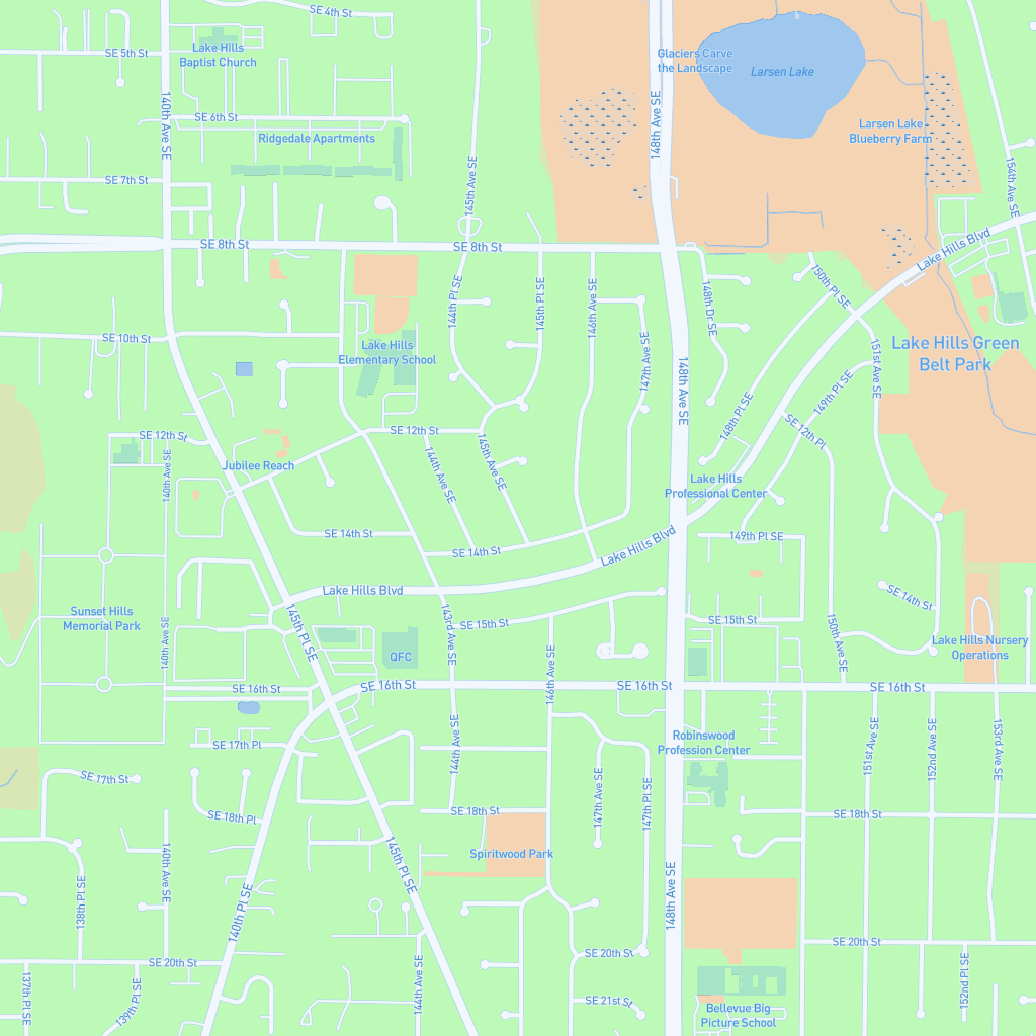 SE 4th St
Lake Hills
Baptist Church
SE 5th St
Glaciers Carve
the Landscape
Larsen Lake
140th Ave SE
148th Ave SE
SE 6th St
Ridgedale Apartments
Larsen Lake
Blueberry Farm
SE 7th St
145th Ave SE
154th Ave SE
SE 8th St
SE 8th St
Lake Hills Blvd
144th Pl SE
145th Pl SE
146th Ave SE
148th Dr SE
150th Pl SE
SE 10th St
Lake Hills
Elementary School
147th Ave SE
148th Ave SE
151st Ave SE
Lake Hills Green
Belt Park
149th Pl SE
148th Pl SE
SE 12th St
SE 12th St
SE 12th Pl
Jubilee Reach
140th Ave SE
144th Ave SE
145th Ave SE
Lake Hills
Professional Center
SE 14th St
SE 14th St
149th Pl SE
Lake Hills Blvd
Lake Hills Blvd
SE 14th St
Sunset Hills
Memorial Park
140th Ave SE
145th Pl SE
143rd Ave SE
SE 15th St
SE 15th St
150th Ave SE
Lake Hills Nursery
Operations
QFC
146th Ave SE
SE 16th St
SE 16th St
SE 16th St
SE 16th St
SE 17th Pl
144th Ave SE
Robinswood
Profession Center
151st Ave SE
152nd Ave SE
153rd Ave SE
SE 17th St
SE 18th Pl
SE 18th St
147th Ave SE
147th Pl SE
SE 18th St
140th Ave SE
145th Pl SE
Spiritwood Park
138th Pl SE
140th Pl SE
148th Ave SE
SE 20th St
SE 20th St
SE 20th St
137th Pl SE
139th Pl SE
144th Ave SE
152nd Pl SE
SE 21st St
Bellevue Big
Picture School